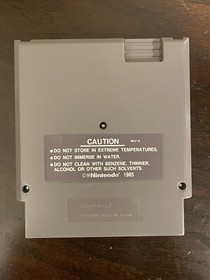 CAUTION REV-A
●DO NOT STORE IN EXTREME TEMPERATURES.
●DO NOT IMMERSE IN WATER.
●DO NOT CLEAN WITH BENZENE, THINNER,
ALCOHOL OR OTHER SUCH SOLVENTS.
©®Nintendo® 1985